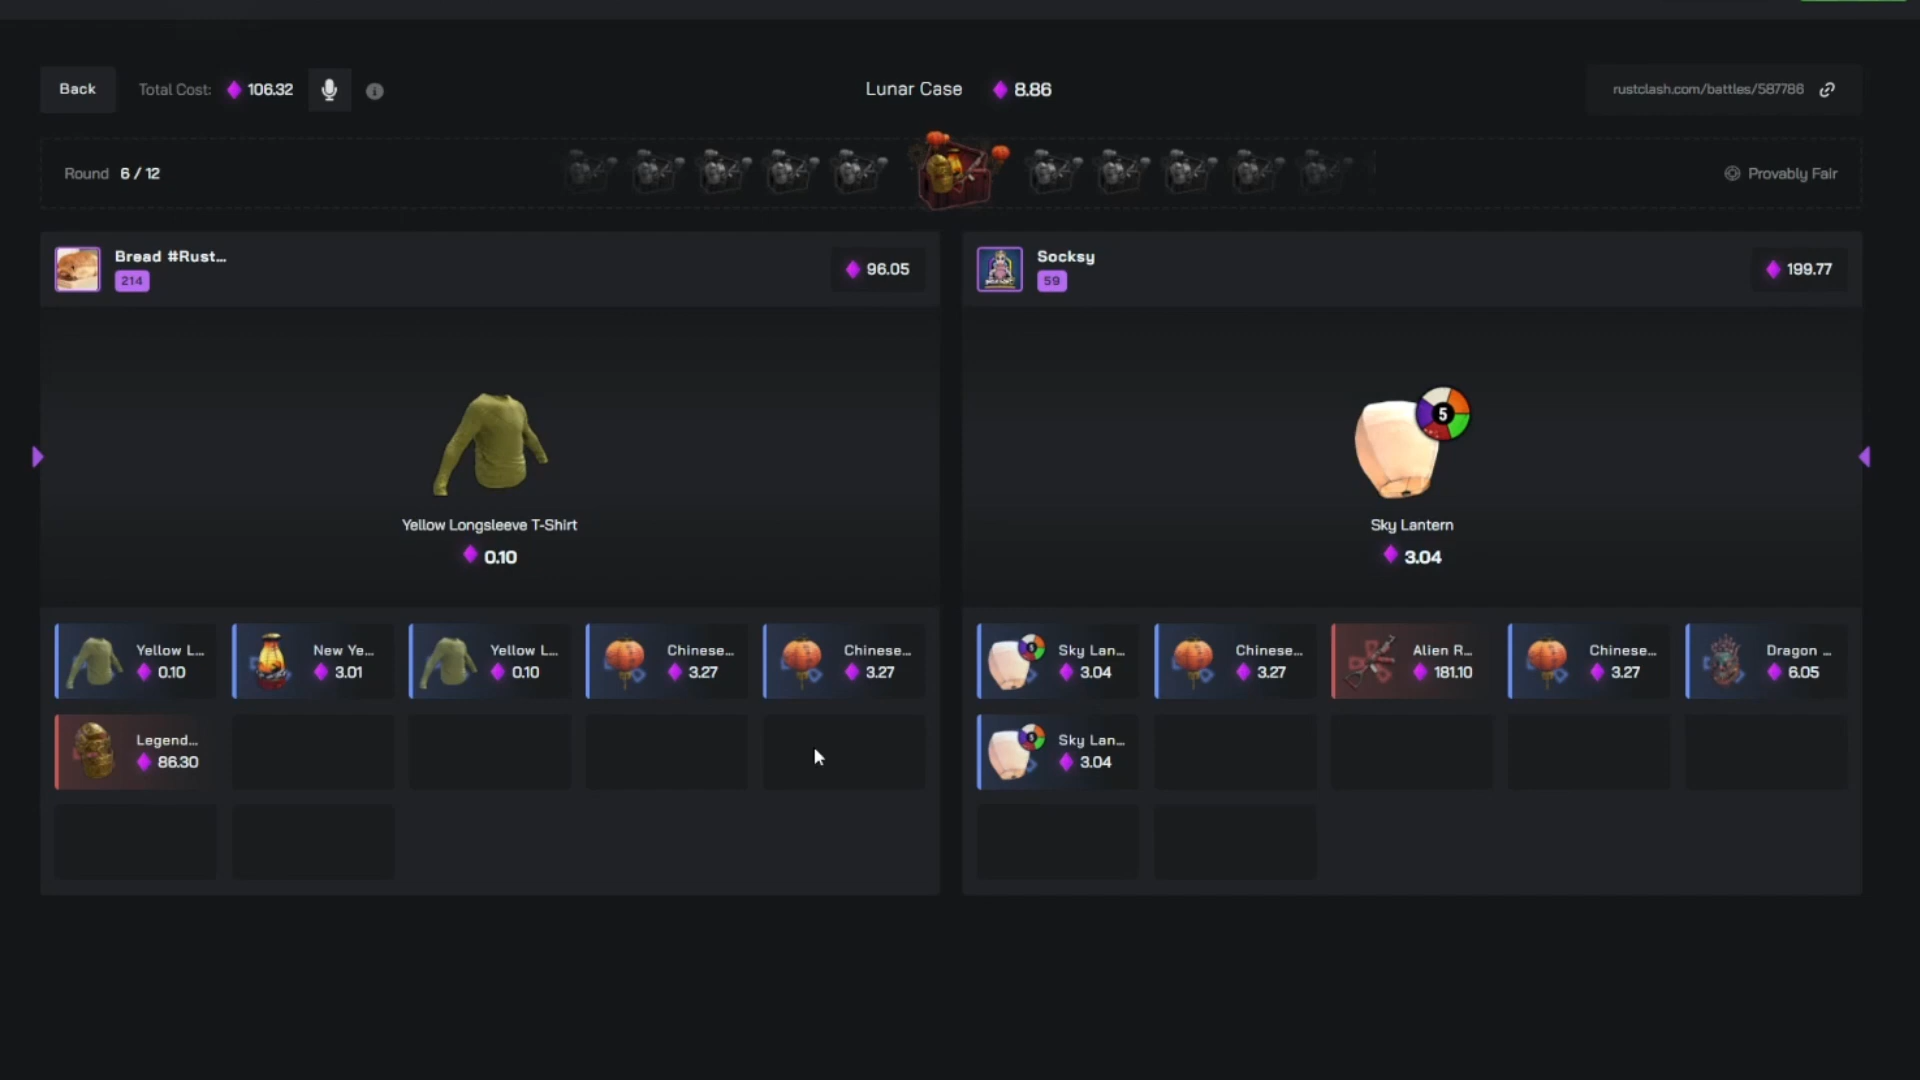 Back
Total Cost: 106.32
Lunar Case 8.86
rustclash.com/battles/587786
Round 6 / 12
Provably Fair
Bread #Rust...
214
96.05
Socksy
59
199.77
Yellow Longsleeve T-Shirt
0.10
5
Sky Lantern
3.04
Yellow L...
0.10
New Ye...
3.01
Yellow L...
0.10
Chinese...
3.27
Chinese...
3.27
Legend...
86.30
Sky Lan...
3.04
Chinese...
3.27
Alien R...
181.10
Chinese...
3.27
Dragon ...
6.05
Sky Lan...
3.04